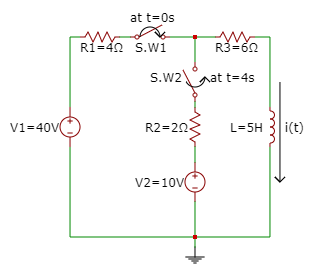 at t=0s
R1=4Ω
S.W1
R3=6Ω
S.W2
at t=4s
V1=40V
R2=2Ω
L=5H
i(t)
V2=10V